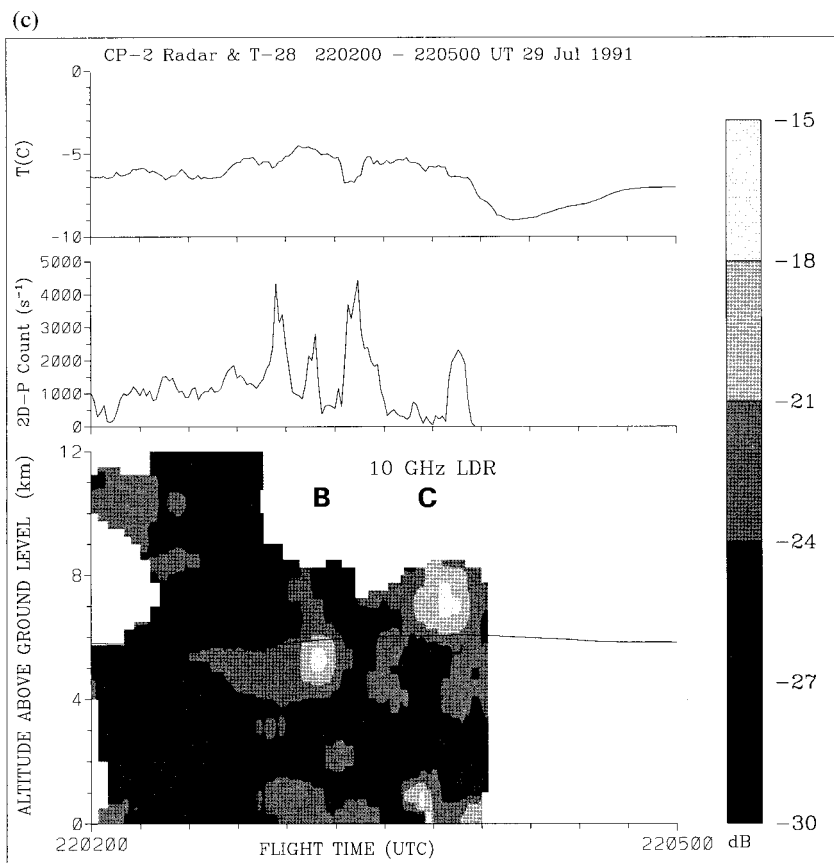 (c)
CP-2 Radar & T-28 220200 – 220500 UT 29 Jul 1991
0
-5
-10
T(C)
5000
4000
3000
2000
1000
0
2D-P Count (s⁻¹)
12
8
4
0
ALTITUDE ABOVE GROUND LEVEL (km)
10 GHz LDR
B C
220200 FLIGHT TIME (UTC) 220500
-15
-18
-21
-24
-27
-30
dB